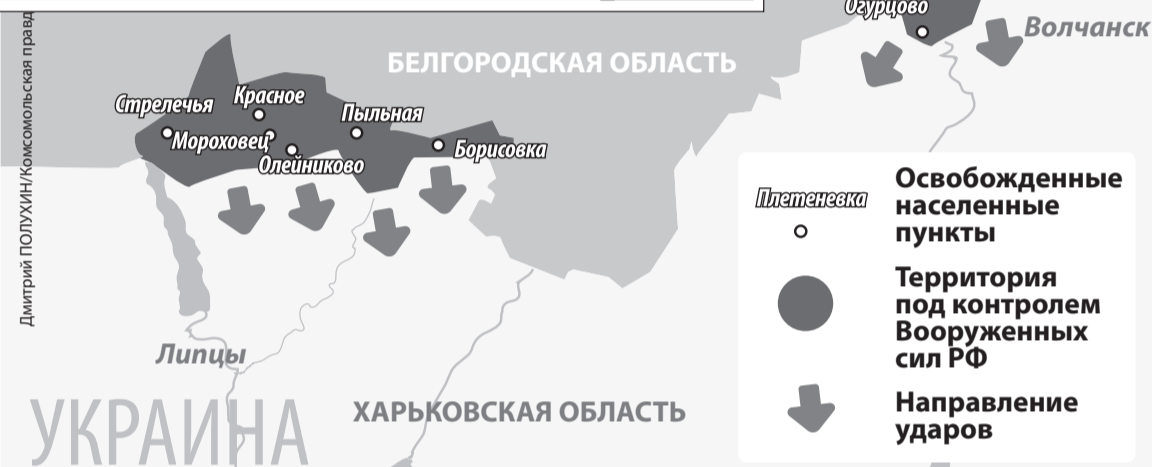 Огурцово
Волчанск
БЕЛГОРОДСКАЯ ОБЛАСТЬ
Стрелечья
Красное
Пыльная
Мороховец
Олейниково
Борисовка
Дмитрий ПОЛУХИН/Комсомольская правд
Липцы
УКРАИНА
ХАРЬКОВСКАЯ ОБЛАСТЬ
Плетеневка
Освобожденные
населенные
пункты
Территория
под контролем
Вооруженных
сил РФ
Направление
ударов